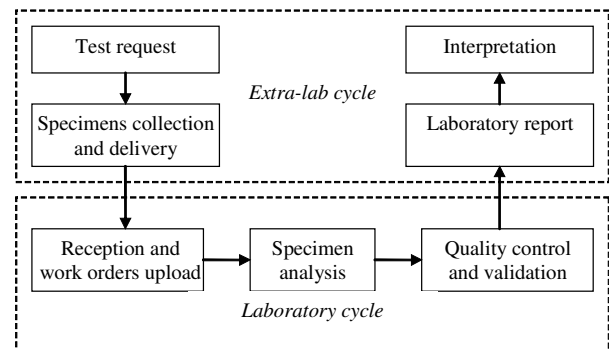 Test request
Interpretation
Extra-lab cycle
Specimens collection
and delivery
Laboratory report
Reception and
work orders upload
Specimen
analysis
Quality control
and validation
Laboratory cycle